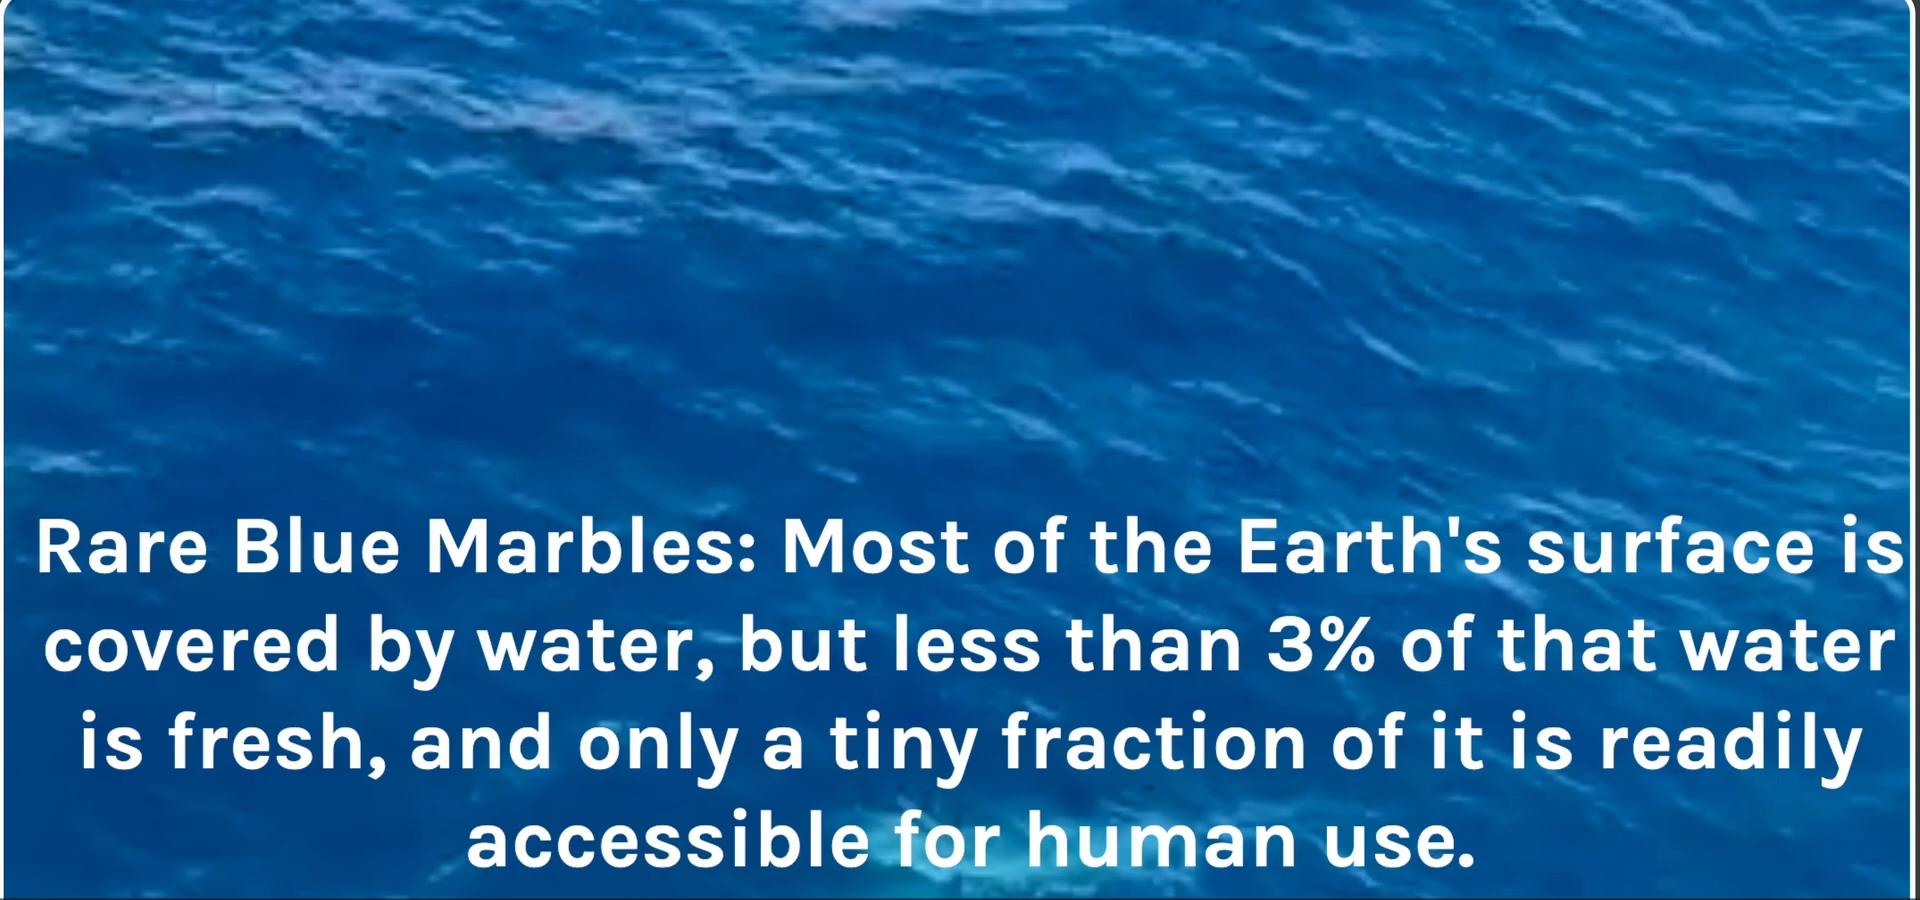 Rare Blue Marbles: Most of the Earth's surface is
covered by water, but less than 3% of that water
is fresh, and only a tiny fraction of it is readily
accessible for human use.